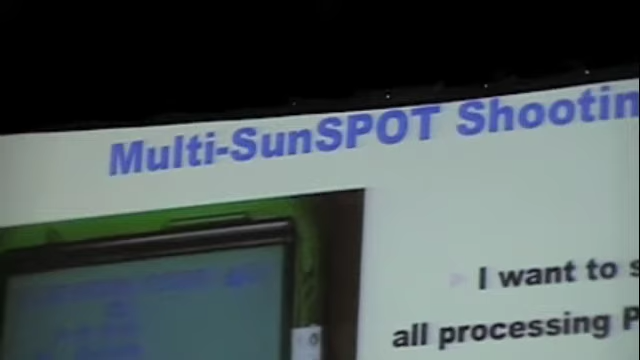 Multi-SunSPOT Shootin
I want to s
all processing P